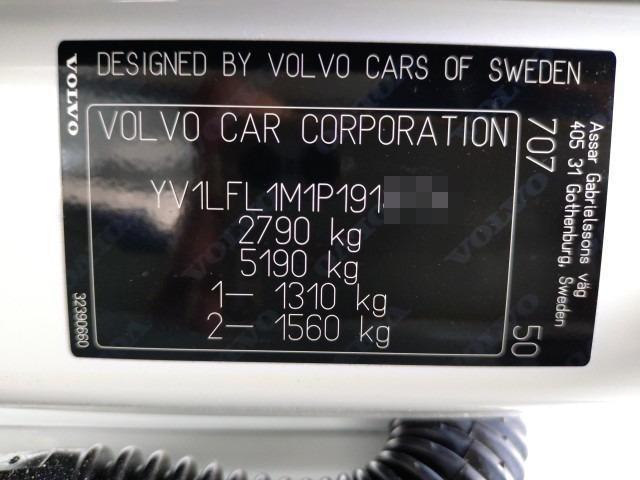 VOLVO
DESIGNED BY VOLVO CARS OF SWEDEN
VOLVO CAR CORPORATION
YV1LFL1M1P191
2790 kg
5190 kg
1— 1310 kg
2— 1560 kg
32390660
707
50
Assar Gabrielssons väg
405 31 Gothenburg, Sweden